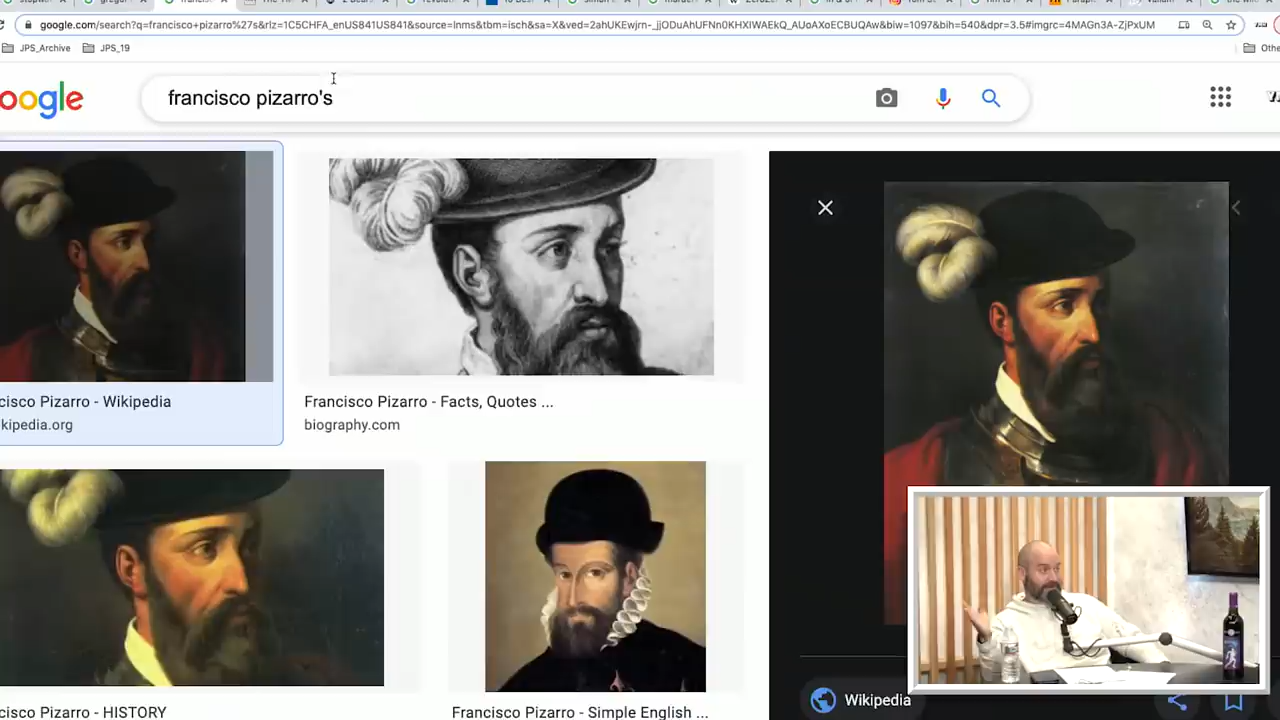 google.com/search?q=francisco+pizarro%27s&rlz=1C5CHFA_enUS841US841&source=lnms&tbm=isch&sa=X&ved=2ahUKEwjrn-_jjODuAhUFNn0KHXIWAekQ_AUoAXoECBUQAw&biw=1097&bih=540&dpr=3.5#imgrc=4MAGn3A-ZjPxUM
JPS_Archive JPS_19 Othe
oogle francisco pizarro's
cisco Pizarro - Wikipedia
kipedia.org
Francisco Pizarro - Facts, Quotes ...
biography.com
cisco Pizarro - HISTORY
Francisco Pizarro - Simple English ...
Wikipedia